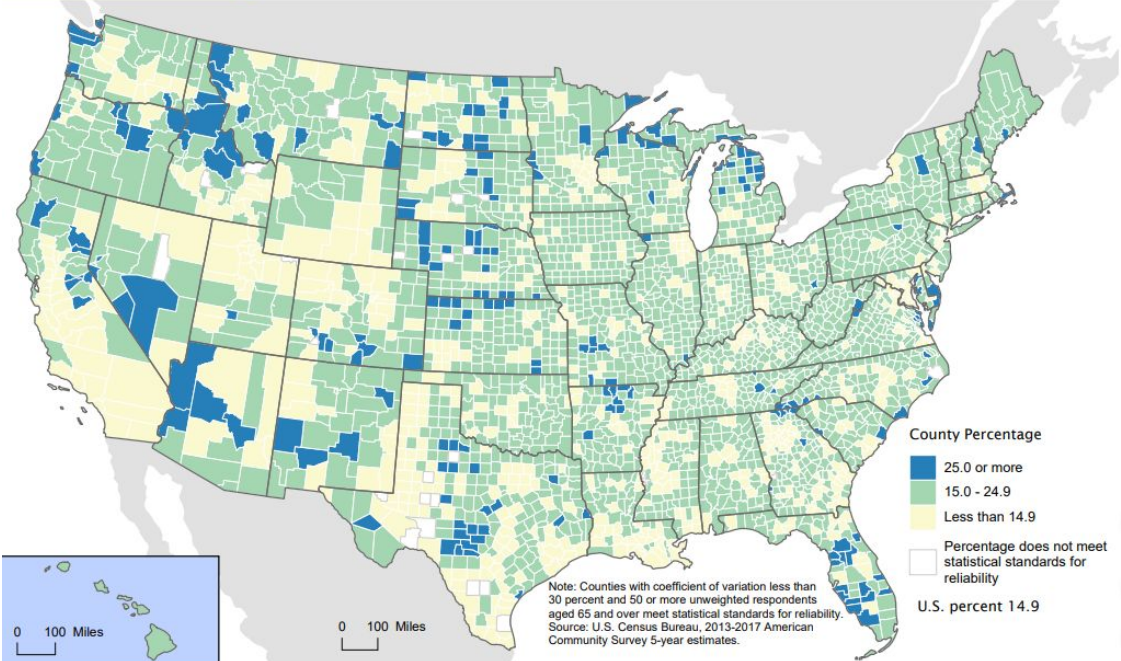 County Percentage
25.0 or more
15.0 - 24.9
Less than 14.9
Percentage does not meet
statistical standards for
reliability
U.S. percent 14.9
Note: Counties with coefficient of variation less than
30 percent and 50 or more unweighted respondents
aged 65 and over meet statistical standards for reliability.
Source: U.S. Census Bureau, 2013-2017 American
Community Survey 5-year estimates.
0 100 Miles
0 100 Miles